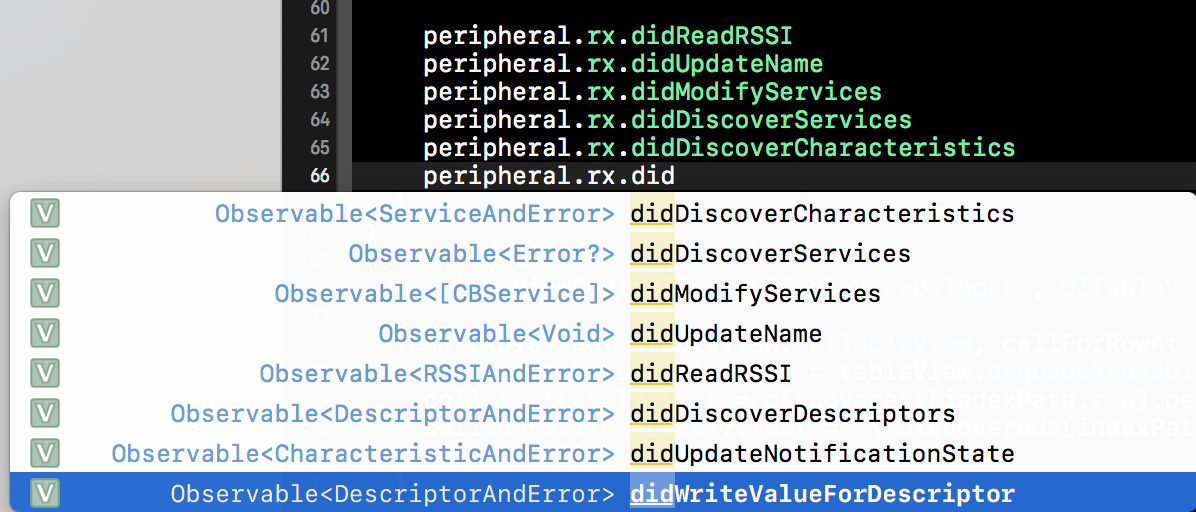 60
61 peripheral.rx.didReadRSSI
62 peripheral.rx.didUpdateName
63 peripheral.rx.didModifyServices
64 peripheral.rx.didDiscoverServices
65 peripheral.rx.didDiscoverCharacteristics
66 peripheral.rx.did
V Observable<ServiceAndError> didDiscoverCharacteristics
V Observable<Error?> didDiscoverServices
V Observable<[CBService]> didModifyServices
V Observable<Void> didUpdateName
V Observable<RSSIAndError> didReadRSSI
V Observable<DescriptorAndError> didDiscoverDescriptors
V Observable<CharacteristicAndError> didUpdateNotificationState
V Observable<DescriptorAndError> didWriteValueForDescriptor